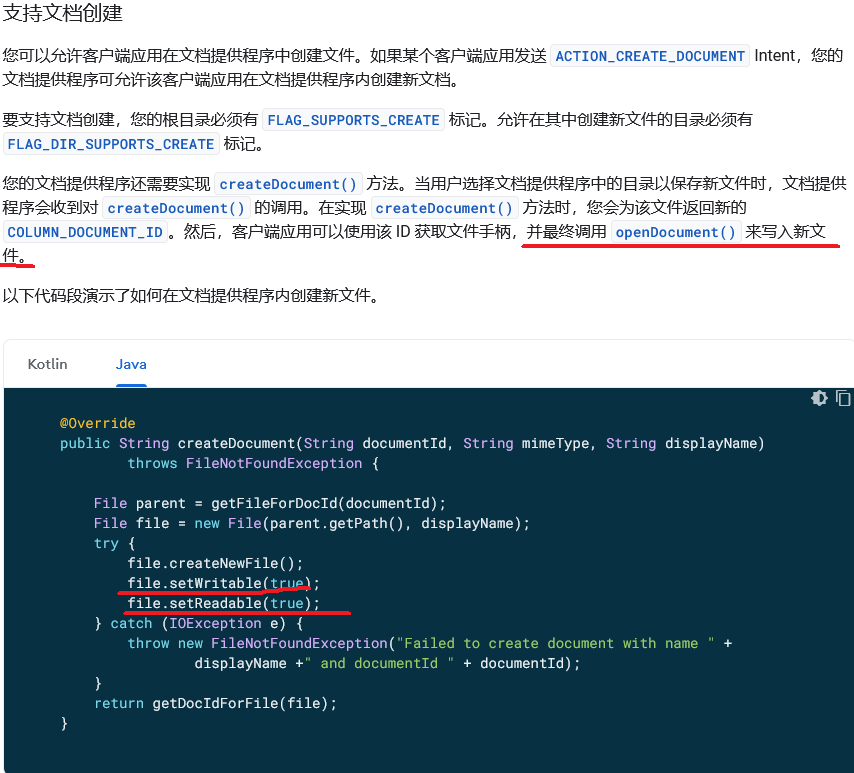 支持文档创建
您可以允许客户端应用在文档提供程序中创建文件。如果某个客户端应用发送 ACTION_CREATE_DOCUMENT Intent，您的
文档提供程序可允许该客户端应用在文档提供程序内创建新文档。
要支持文档创建，您的根目录必须有 FLAG_SUPPORTS_CREATE 标记。允许在其中创建新文件的目录必须有
FLAG_DIR_SUPPORTS_CREATE 标记。
您的文档提供程序还需要实现 createDocument() 方法。当用户选择文档提供程序中的目录以保存新文件时，文档提供
程序会收到对 createDocument() 的调用。在实现 createDocument() 方法时，您会为该文件返回新的
COLUMN_DOCUMENT_ID 。然后，客户端应用可以使用该 ID 获取文件手柄，并最终调用 openDocument() 来写入新文
件。
以下代码段演示了如何在文档提供程序内创建新文件。
Kotlin Java
@Override
public String createDocument(String documentId, String mimeType, String displayName)
throws FileNotFoundException {
File parent = getFileForDocId(documentId);
File file = new File(parent.getPath(), displayName);
try {
file.createNewFile();
file.setWritable(true);
file.setReadable(true);
} catch (IOException e) {
throw new FileNotFoundException("Failed to create document with name " +
displayName +" and documentId " + documentId);
}
return getDocIdForFile(file);
}